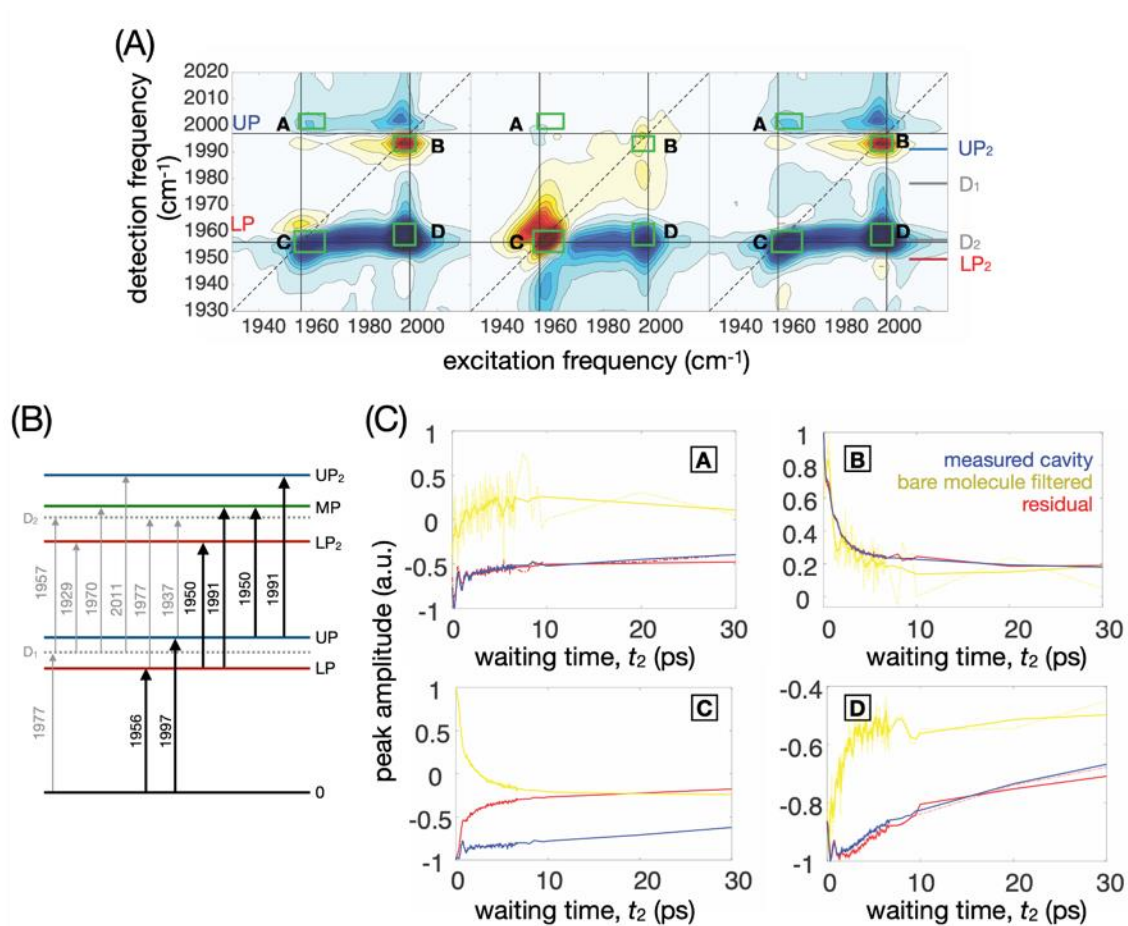 (A)
detection frequency
(cm⁻¹)
2020
2010
2000
1990
1980
1970
1960
1950
1940
1930
UP
LP
A
B
C
D
A
B
C
D
A
B
C
D
UP₂
D₁
D₂
LP₂
1940 1960 1980 2000
1940 1960 1980 2000
1940 1960 1980 2000
excitation frequency (cm⁻¹)
(B)
UP₂
MP
D₂
LP₂
1957
1929
1970
2011
1977
1937
1950
1991
1950
1991
UP
D₁
LP
1977
1956
1997
0
(C)
peak amplitude (a.u.)
A
1
0.5
0
-0.5
-1
0 10 20 30
waiting time, t₂ (ps)
B
measured cavity
bare molecule filtered
residual
1
0.8
0.6
0.4
0.2
0
0 10 20 30
waiting time, t₂ (ps)
C
1
0.5
0
-0.5
-1
0 10 20 30
waiting time, t₂ (ps)
D
-0.4
-0.6
-0.8
-1
0 10 20 30
waiting time, t₂ (ps)